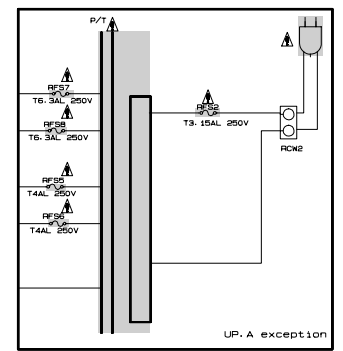 P/T
RFS7
T6.3AL 250V
RFS2
RFS8
T6.3AL 250V
T3.15AL 250V
RCW2
RFS5
T4AL 250V
RFS6
T4AL 250V
UP.A exception